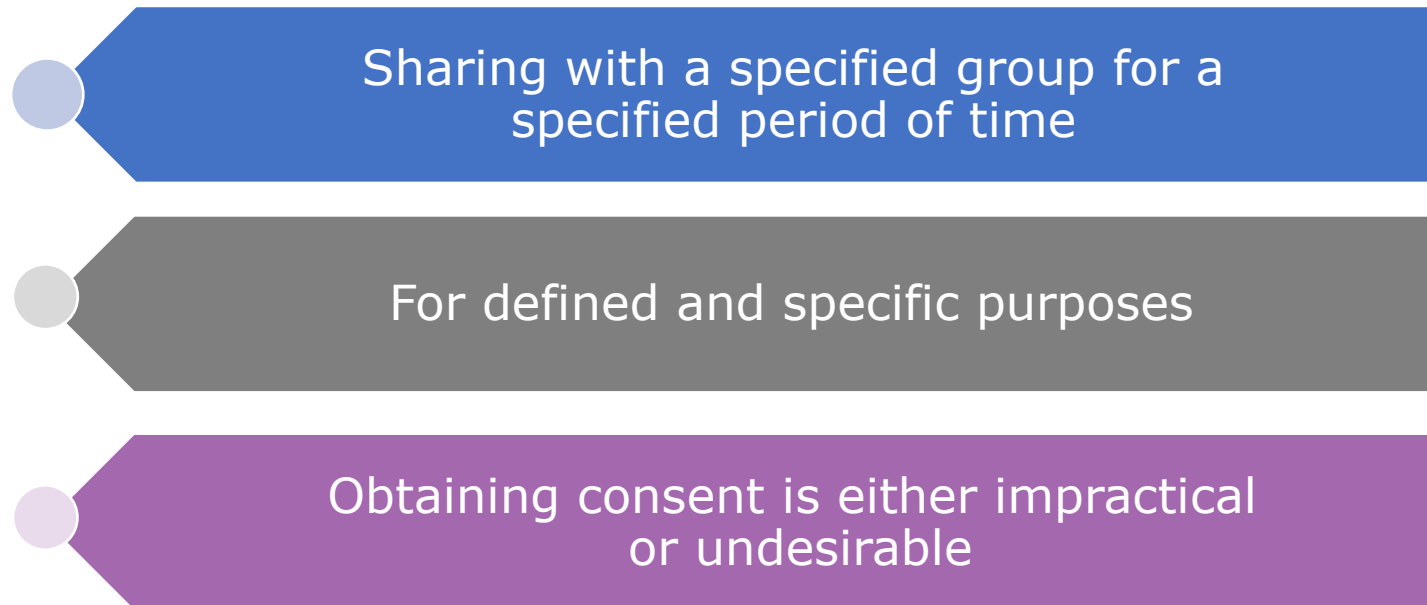 Sharing with a specified group for a
specified period of time
For defined and specific purposes
Obtaining consent is either impractical
or undesirable